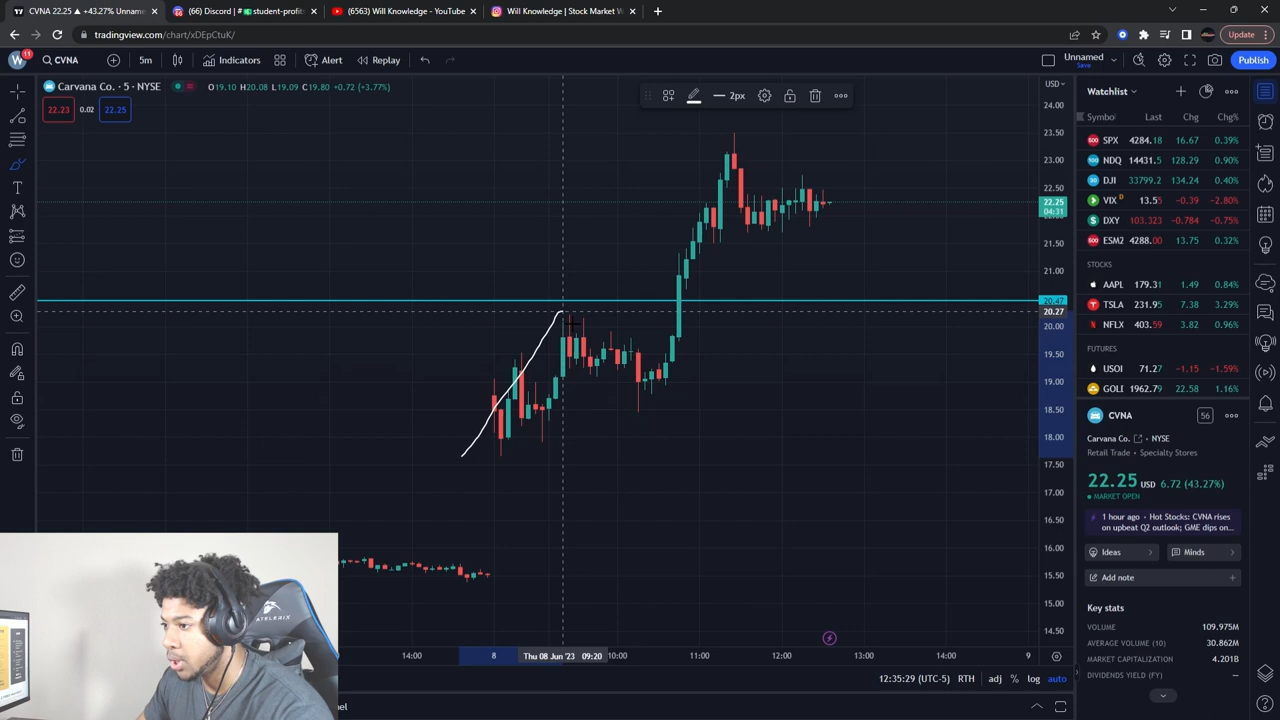 CVNA 22.25 ▲ +43.27% Unnam
(66) Discord | #
student-profit
(6563) Will Knowledge - YouTube
Will Knowledge | Stock Market W
tradingview.com/chart/xDEpCtuK/
Update
W
11
CVNA
5m
Indicators
Alert
Replay
Unnamed
Save
Publish
Carvana Co. · 5 · NYSE
O19.10 H20.08 L19.09 C19.80 +0.72 (+3.77%)
22.23
0.02
22.25
2px
USD
24.00
23.50
23.00
22.50
22.25
04:31
22.00
21.50
21.00
20.47
20.27
20.00
19.50
19.00
18.50
18.00
17.50
17.00
16.50
16.00
15.50
15.00
14.50
14:00
8
Thu 08 Jun '23 09:20
10:00
11:00
12:00
13:00
14:00
9
12:35:29 (UTC-5)
RTH
adj
%
log
auto
nel
Watchlist
Symbol
Last
Chg
Chg%
SPX 4284.18 16.67 0.39%
NDQ 14431.5 128.29 0.90%
DJI 33799.2 134.24 0.40%
VIX D 13.55 -0.39 -2.80%
DXY 103.323 -0.784 -0.75%
ESM2 4288.00 13.75 0.32%
STOCKS
AAPL 179.31 1.49 0.84%
TSLA 231.95 7.38 3.29%
NFLX 403.59 3.82 0.96%
FUTURES
USOI 71.27 -1.15 -1.59%
GOLI 1962.79 22.58 1.16%
CVNA
56
Carvana Co. · NYSE
Retail Trade • Specialty Stores
22.25 USD 6.72 (43.27%)
MARKET OPEN
1 hour ago • Hot Stocks: CVNA rises
on upbeat Q2 outlook; GME dips on...
Ideas
Minds
Add note
Key stats
VOLUME 109.975M
AVERAGE VOLUME (10) 30.862M
MARKET CAPITALIZATION 4.201B
DIVIDENDS YIELD (FY) —
AUTELERIX